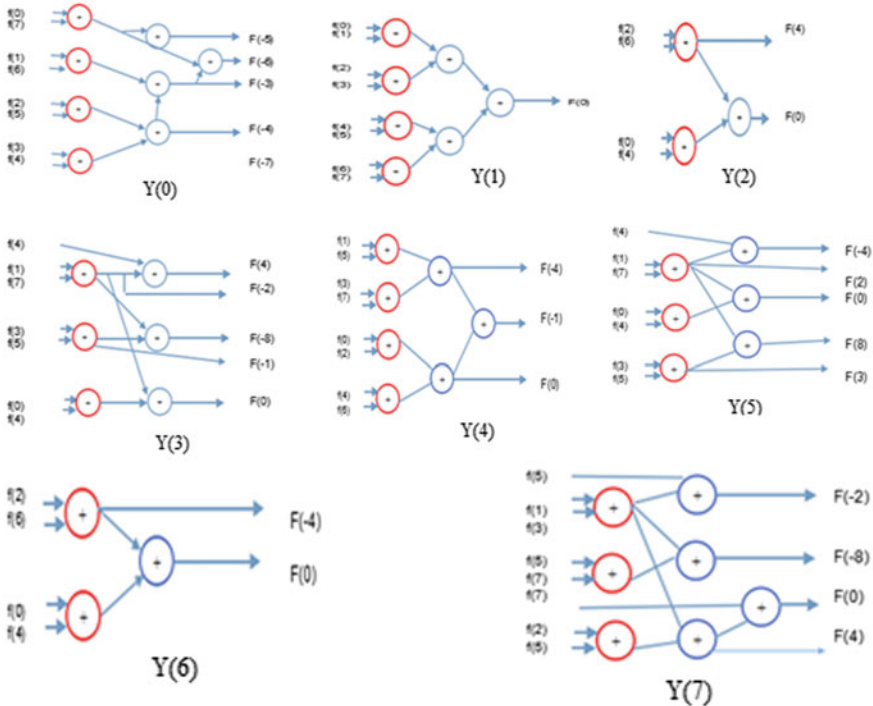 f(0)
f(7)
f(1)
f(6)
f(2)
f(5)
f(3)
f(4)
F(-5)
F(-6)
F(-3)
F(-4)
F(-7)
Y(0)
f(0)
f(1)
f(2)
f(3)
f(4)
f(5)
f(6)
f(7)
F(0)
Y(1)
f(2)
f(6)
f(0)
f(4)
F(4)
F(0)
Y(2)
f(4)
f(1)
f(7)
f(3)
f(5)
f(0)
f(4)
F(4)
F(-2)
F(-8)
F(-1)
F(0)
Y(3)
f(1)
f(5)
f(3)
f(7)
f(0)
f(2)
f(4)
f(6)
F(-4)
F(-1)
F(0)
Y(4)
f(4)
f(1)
f(7)
f(0)
f(4)
f(3)
f(5)
F(-4)
F(2)
F(0)
F(8)
F(3)
Y(5)
f(2)
f(6)
f(0)
f(4)
F(-4)
F(0)
Y(6)
f(5)
f(1)
f(3)
f(5)
f(7)
f(7)
f(2)
f(5)
F(-2)
F(-8)
F(0)
F(4)
Y(7)